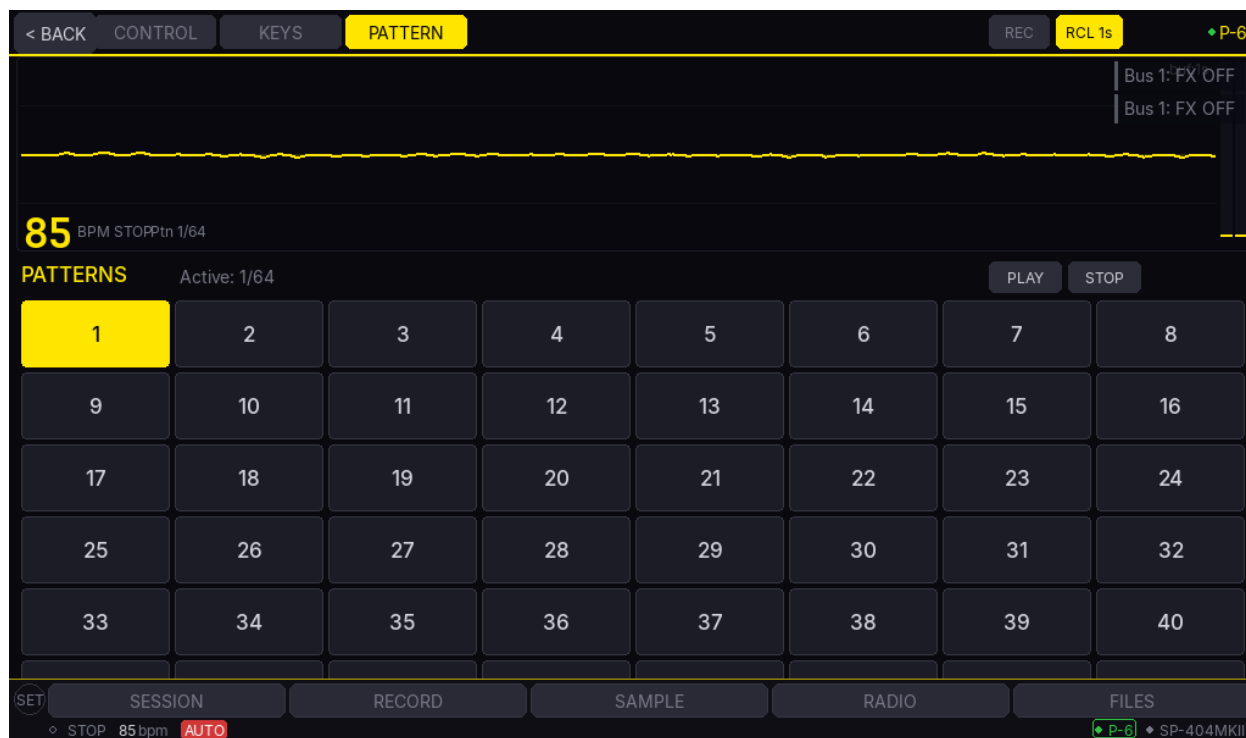 < BACK CONTROL KEYS PATTERN REC RCL 1s P-6
Bus 1: FX OFF
Bus 1: FX OFF
85 BPM STOP Ptn 1/64
PATTERNS Active: 1/64 PLAY STOP
1 2 3 4 5 6 7 8
9 10 11 12 13 14 15 16
17 18 19 20 21 22 23 24
25 26 27 28 29 30 31 32
33 34 35 36 37 38 39 40
SET SESSION RECORD SAMPLE RADIO FILES
STOP 85 bpm AUTO P-6 SP-404MKII